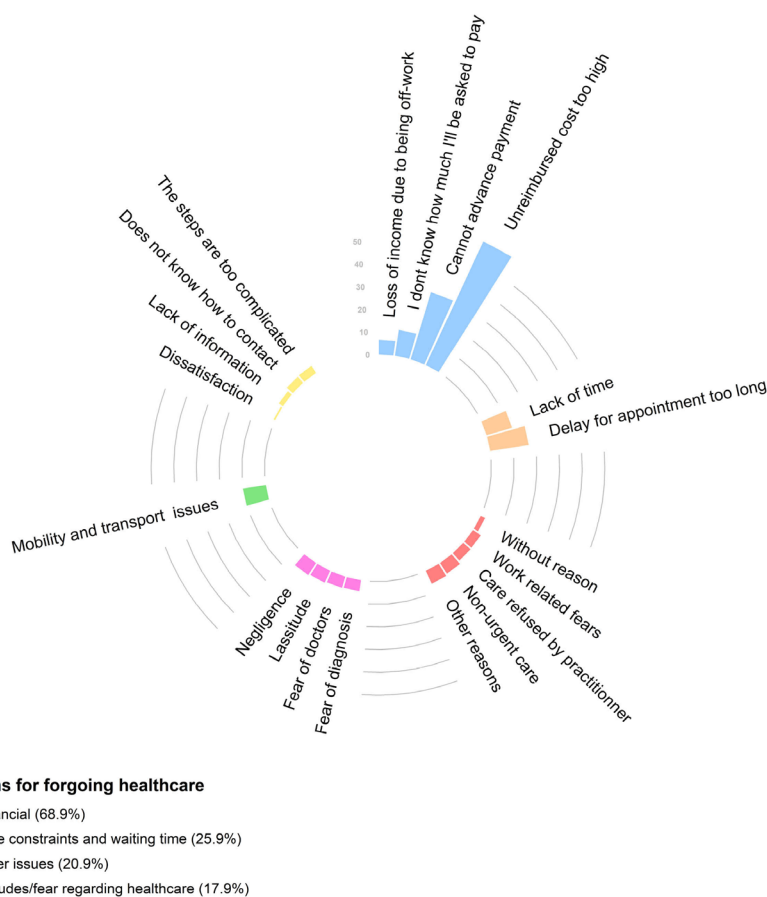 Loss of income due to being off-work
I dont know how much I'll be asked to pay
Cannot advance payment
Unreimbursed cost too high
50
40
30
20
10
0
The steps are too complicated
Does not know how to contact
Lack of information
Dissatisfaction
Lack of time
Delay for appointment too long
Mobility and transport issues
Without reason
Work related fears
Care refused by practitionner
Non-urgent care
Other reasons
Negligence
Lassitude
Fear of doctors
Fear of diagnosis
for forgoing healthcare
(68.9%)
constraints and waiting time (25.9%)
issues (20.9%)
regarding healthcare (17.9%)